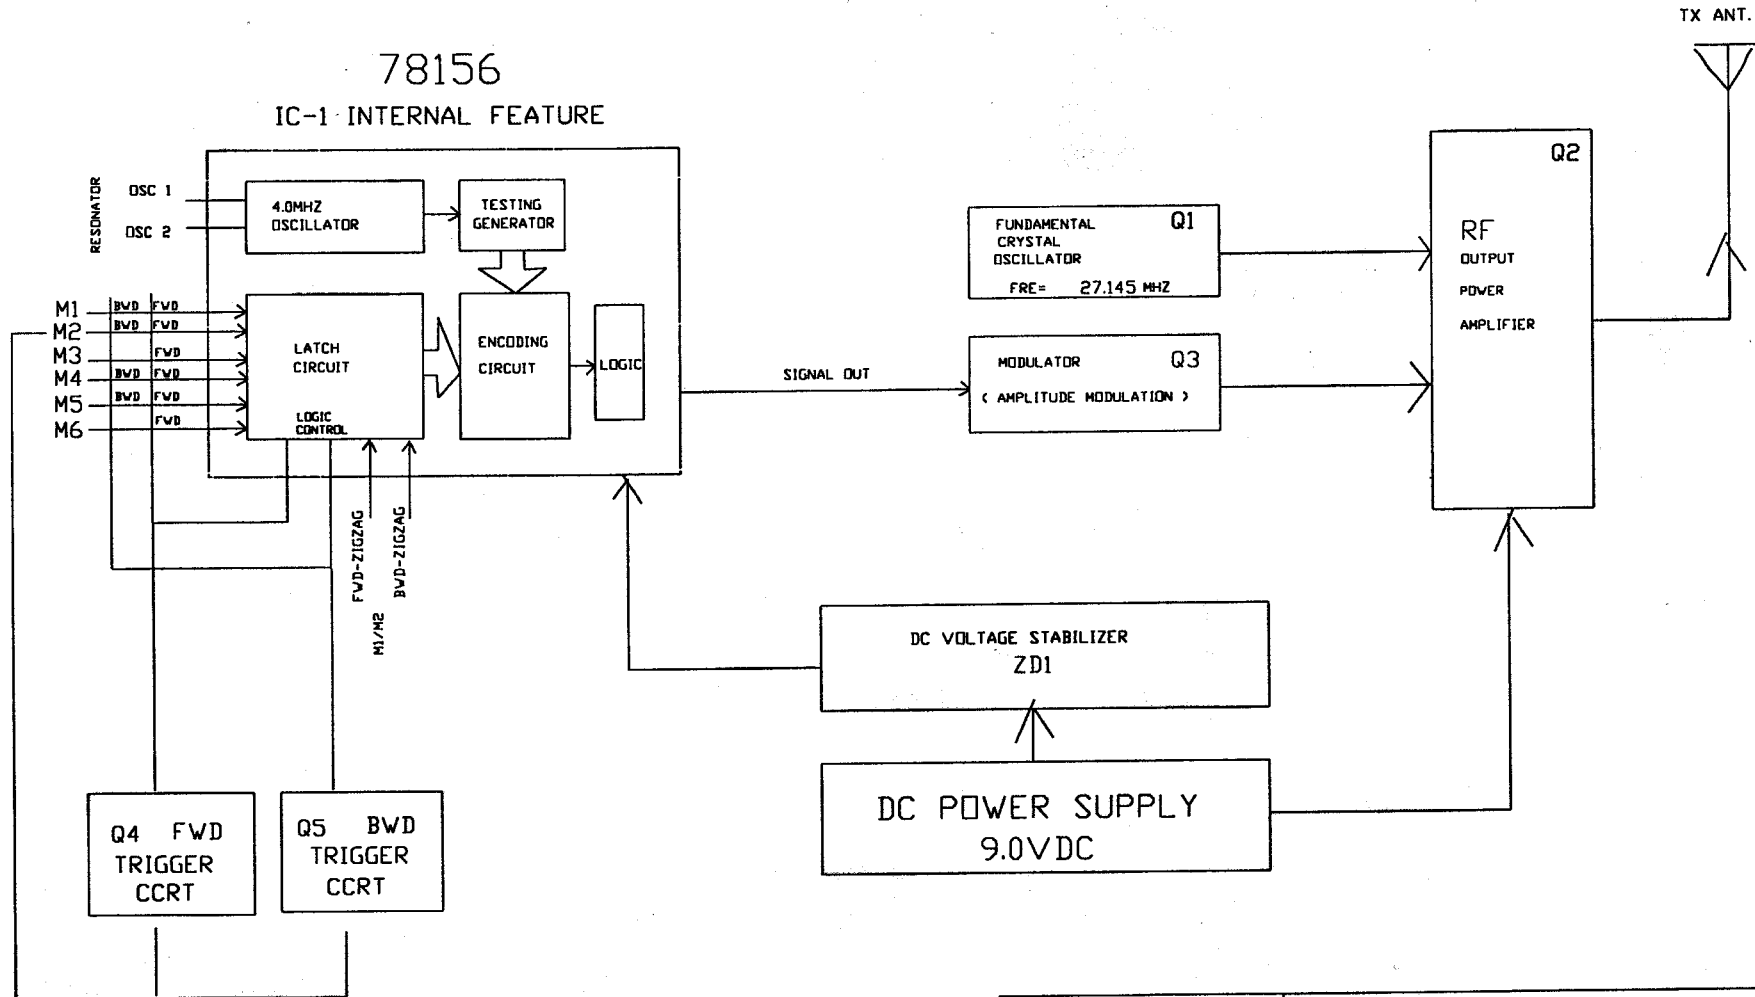 TX ANT.
78156
IC-1 INTERNAL FEATURE
RESONATOR
OSC 1
OSC 2
4.0MHZ
OSCILLATOR
TESTING
GENERATOR
M1 BWD FWD
M2 BWD FWD
M3 FWD
M4 BWD FWD
M5 BWD FWD
M6 FWD
LATCH
CIRCUIT
LOGIC
CONTROL
ENCODING
CIRCUIT
LOGIC
SIGNAL OUT
FUNDAMENTAL Q1
CRYSTAL
OSCILLATOR
FRE= 27.145 MHZ
MODULATOR Q3
( AMPLITUDE MODULATION )
Q2
RF
OUTPUT
POWER
AMPLIFIER
FWD-ZIGZAG
M1/M2
BWD-ZIGZAG
DC VOLTAGE STABILIZER
ZD1
DC POWER SUPPLY
9.0VDC
Q4 FWD
TRIGGER
CCRT
Q5 BWD
TRIGGER
CCRT